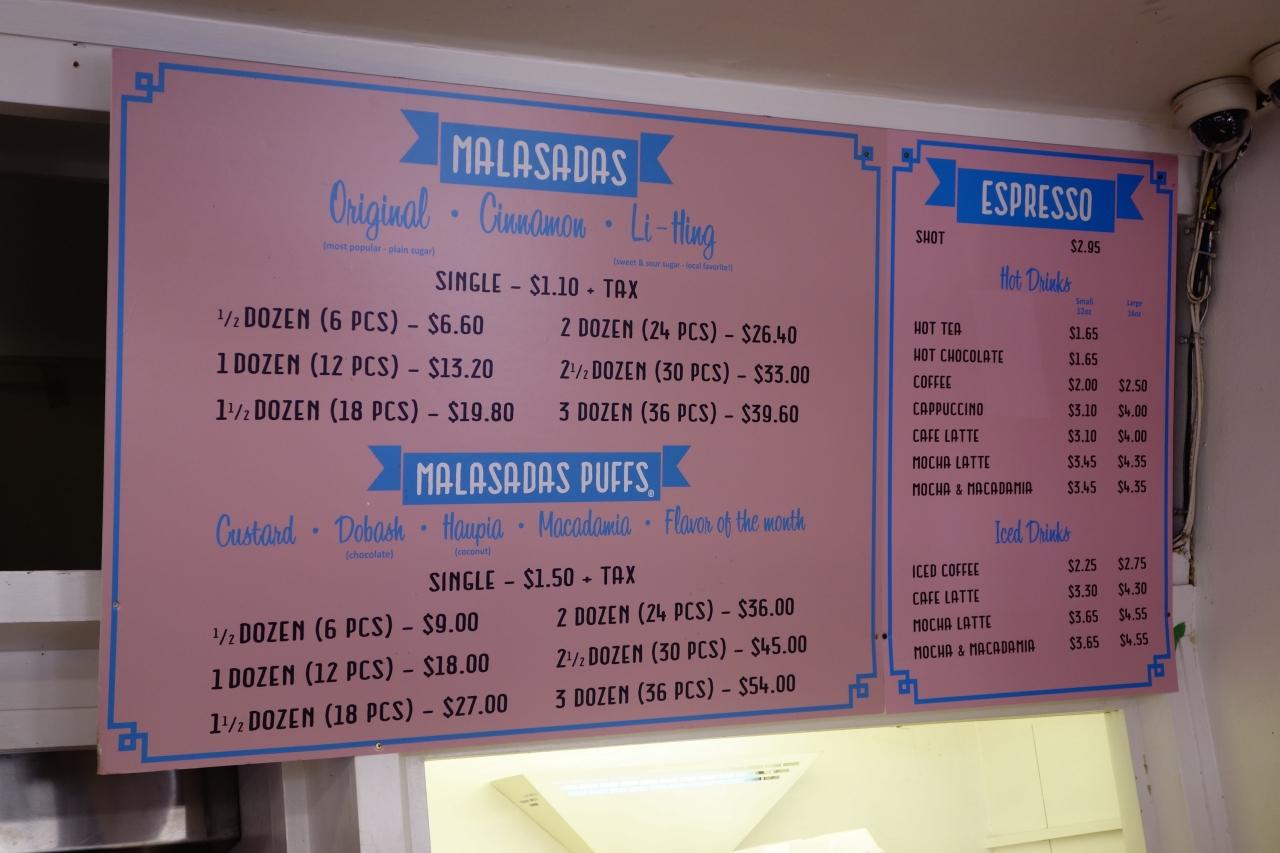 MALASADAS
Original • Cinnamon • Li-Hing
(most popular - plain sugar)
(sweet & sour sugar - local favorite!)
SINGLE – $1.10 + TAX
1/2 DOZEN (6 PCS) – $6.60
1 DOZEN (12 PCS) – $13.20
1 1/2 DOZEN (18 PCS) – $19.80
2 DOZEN (24 PCS) – $26.40
2 1/2 DOZEN (30 PCS) – $33.00
3 DOZEN (36 PCS) – $39.60
MALASADAS PUFFS®
Custard • Dobash • Haupia • Macadamia • Flavor of the month
(chocolate) (coconut)
SINGLE – $1.50 + TAX
1/2 DOZEN (6 PCS) – $9.00
1 DOZEN (12 PCS) – $18.00
1 1/2 DOZEN (18 PCS) – $27.00
2 DOZEN (24 PCS) – $36.00
2 1/2 DOZEN (30 PCS) – $45.00
3 DOZEN (36 PCS) – $54.00
ESPRESSO
SHOT $2.95
Hot Drinks
Small Large
12oz 16oz
HOT TEA $1.65
HOT CHOCOLATE $1.65
COFFEE $2.00 $2.50
CAPPUCCINO $3.10 $4.00
CAFE LATTE $3.10 $4.00
MOCHA LATTE $3.45 $4.35
MOCHA & MACADAMIA $3.45 $4.35
Iced Drinks
ICED COFFEE $2.25 $2.75
CAFE LATTE $3.30 $4.30
MOCHA LATTE $3.65 $4.55
MOCHA & MACADAMIA $3.65 $4.55